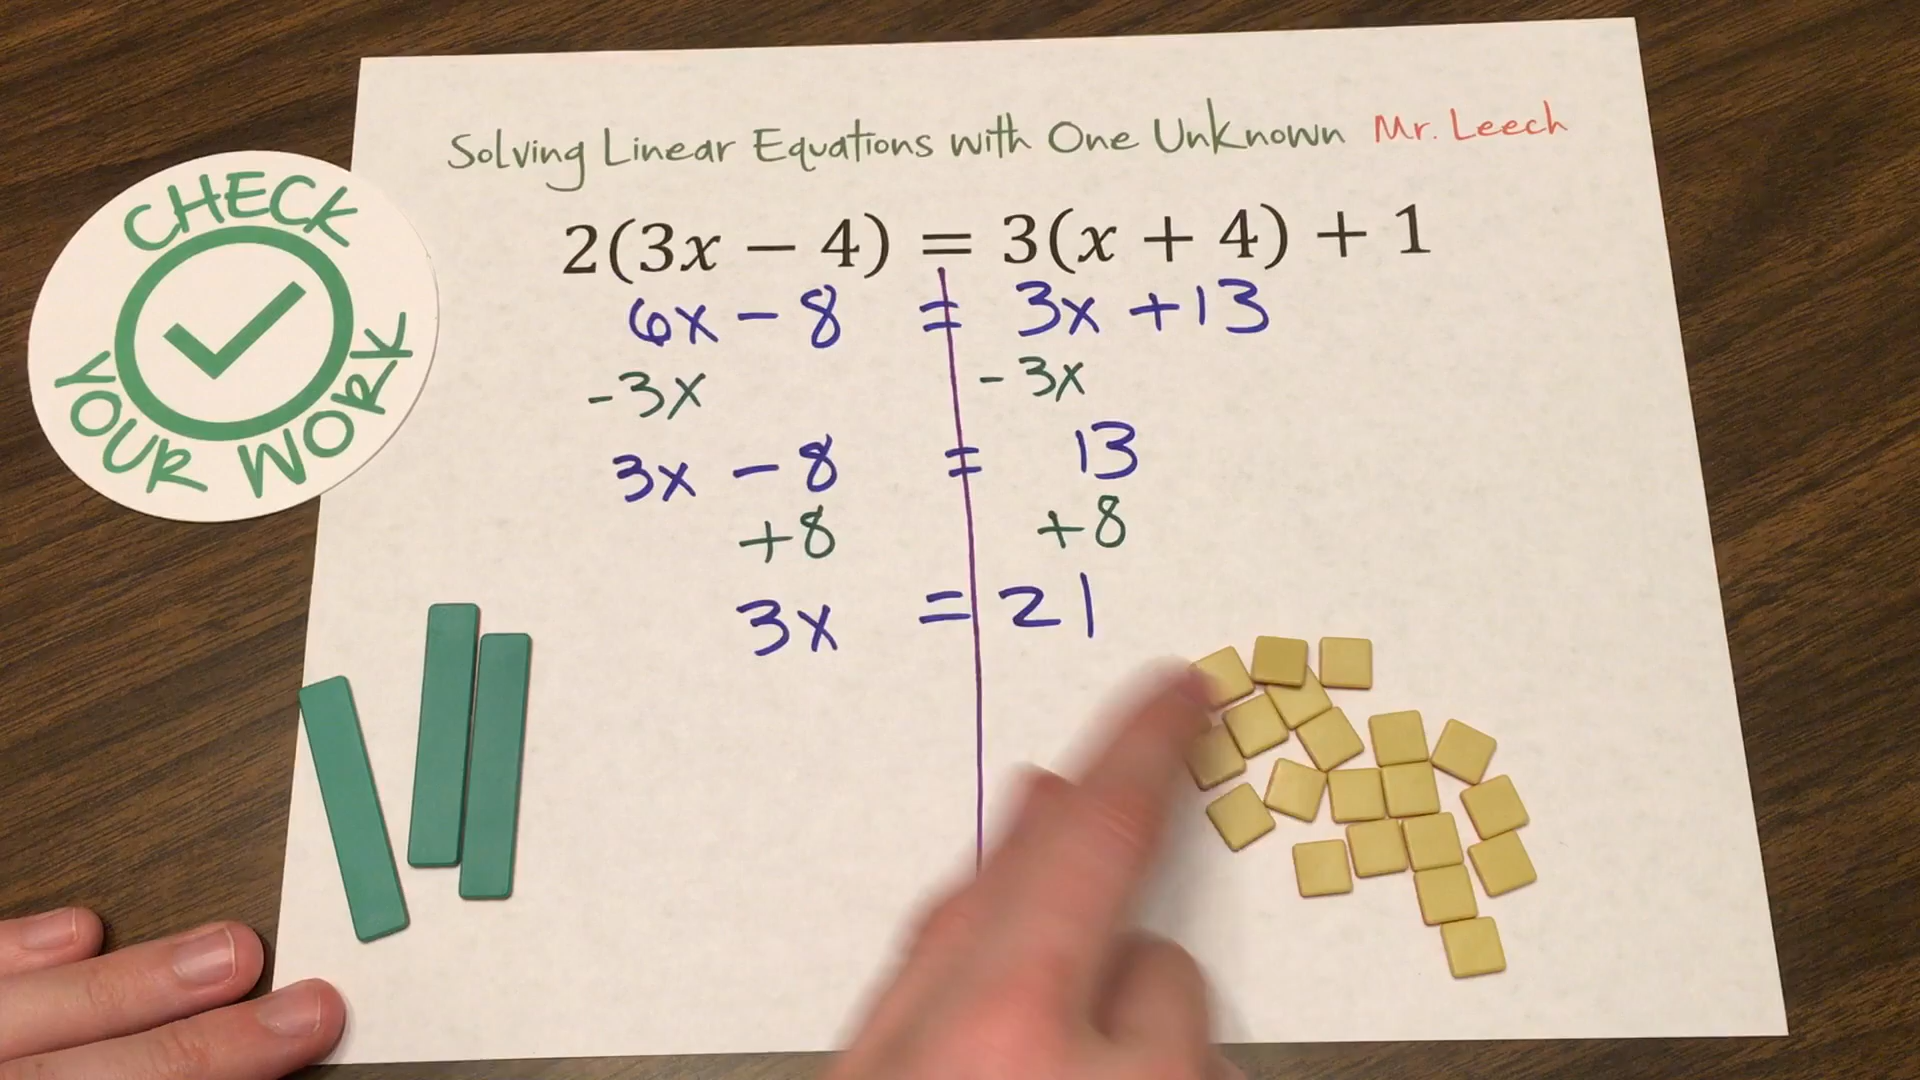 Solving Linear Equations with One Unknown Mr. Leech
CHECK YOUR WORK
2(3x − 4) = 3(x + 4) + 1
6x − 8 = 3x + 13
-3x - 3x
3x − 8 = 13
+8 +8
3x = 21